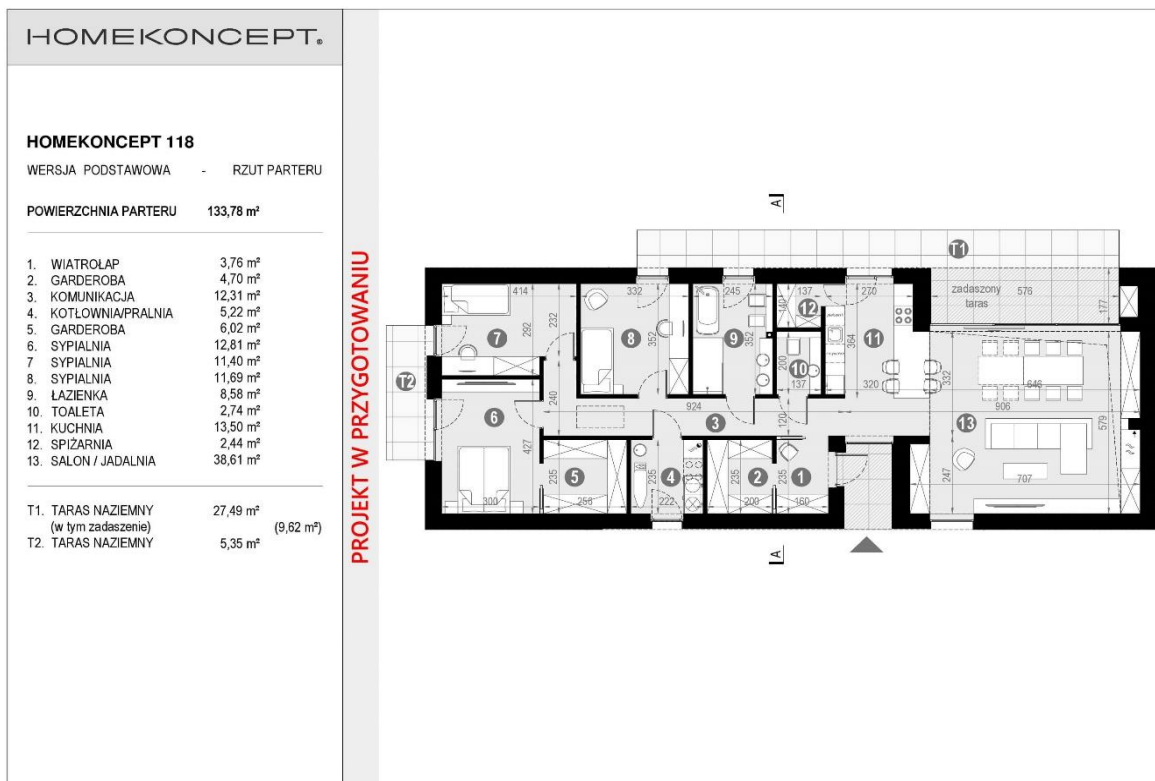 HOMEKONCEPT®
HOMEKONCEPT 118
WERSJA PODSTAWOWA - RZUT PARTERU
POWIERZCHNIA PARTERU 133,78 m²
1. WIATROŁAP 3,76 m²
2. GARDEROBA 4,70 m²
3. KOMUNIKACJA 12,31 m²
4. KOTŁOWNIA/PRALNIA 5,22 m²
5. GARDEROBA 6,02 m²
6. SYPIALNIA 12,81 m²
7 SYPIALNIA 11,40 m²
8. SYPIALNIA 11,69 m²
9. ŁAZIENKA 8,58 m²
10. TOALETA 2,74 m²
11. KUCHNIA 13,50 m²
12. SPIŻARNIA 2,44 m²
13. SALON / JADALNIA 38,61 m²
T1. TARAS NAZIEMNY 27,49 m²
(w tym zadaszenie) (9,62 m²)
T2. TARAS NAZIEMNY 5,35 m²
PROJEKT W PRZYGOTOWANIU
A
T1
414
332
245
137
270
zadaszony
taras
576
177
140
12
232
292
7
8
352
9
352
11
364
10
200
137
320
332
646
T2
240
924
3
120
906
13
579
6
427
300
5
235
256
4
235
222
2
235
200
1
235
160
247
707
A